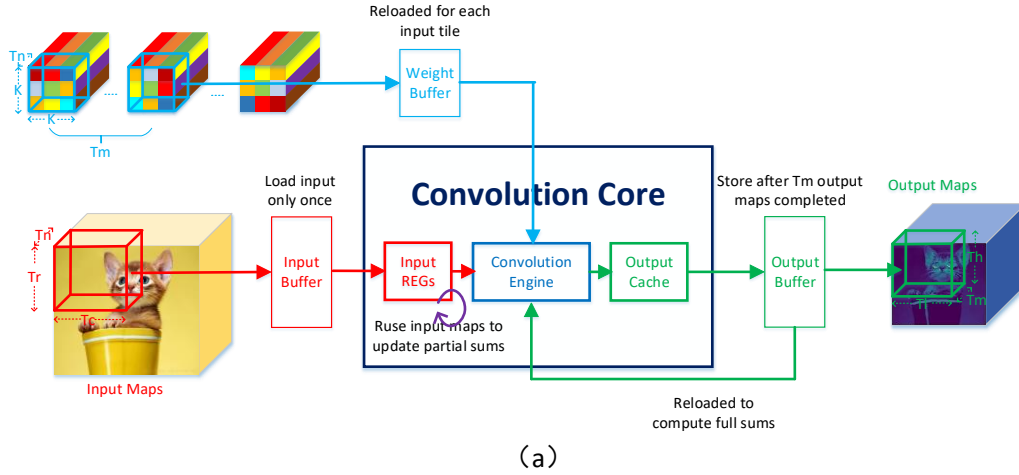 Reloaded for each
input tile
Tn
K
K
....
....
Tm
Weight
Buffer
Convolution Core
Load input
only once
Store after Tm output
maps completed
Output Maps
Tn
Tr
Tc
Input
Buffer
Input
REGs
Convolution
Engine
Output
Cache
Output
Buffer
Th
Tm
Tl
Ruse input maps to
update partial sums
Input Maps
Reloaded to
compute full sums
(a)